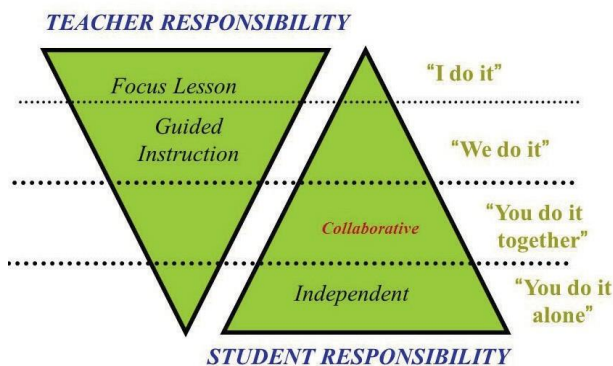 TEACHER RESPONSIBILITY
Focus Lesson
“I do it”
Guided
Instruction
“We do it”
Collaborative
“You do it
together”
Independent
“You do it
alone”
STUDENT RESPONSIBILITY